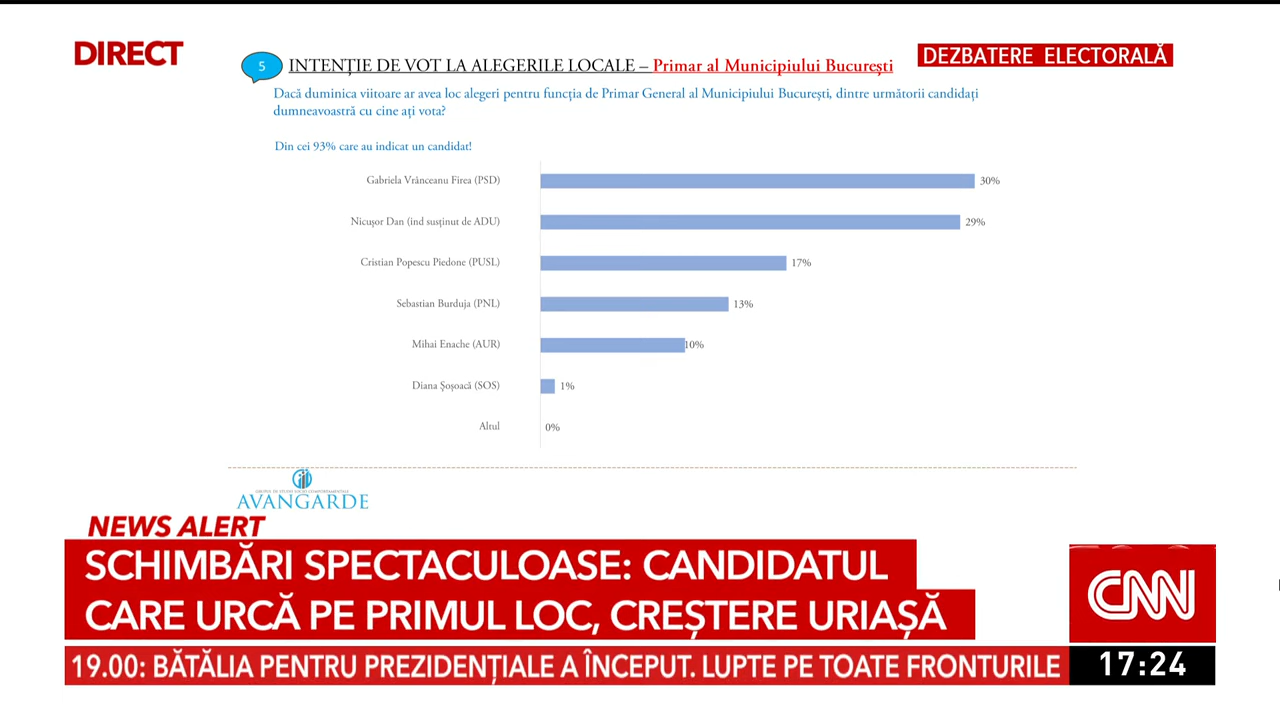 DIRECT
DEZBATERE ELECTORALĂ
5
INTENȚIE DE VOT LA ALEGERILE LOCALE – Primar al Municipiului București
Dacă duminica viitoare ar avea loc alegeri pentru funcția de Primar General al Municipiului București, dintre următorii candidați
dumneavoastră cu cine ați vota?
Din cei 93% care au indicat un candidat!
Gabriela Vrânceanu Firea (PSD) 30%
Nicușor Dan (ind susținut de ADU) 29%
Cristian Popescu Piedone (PUSL) 17%
Sebastian Burduja (PNL) 13%
Mihai Enache (AUR) 10%
Diana Șoșoacă (SOS) 1%
Altul 0%
AVANGARDE
NEWS ALERT
SCHIMBĂRI SPECTACULOASE: CANDIDATUL
CARE URCĂ PE PRIMUL LOC, CREȘTERE URIAȘĂ
CNN
19.00: BĂTĂLIA PENTRU PREZIDENȚIALE A ÎNCEPUT. LUPTE PE TOATE FRONTURILE
17:24